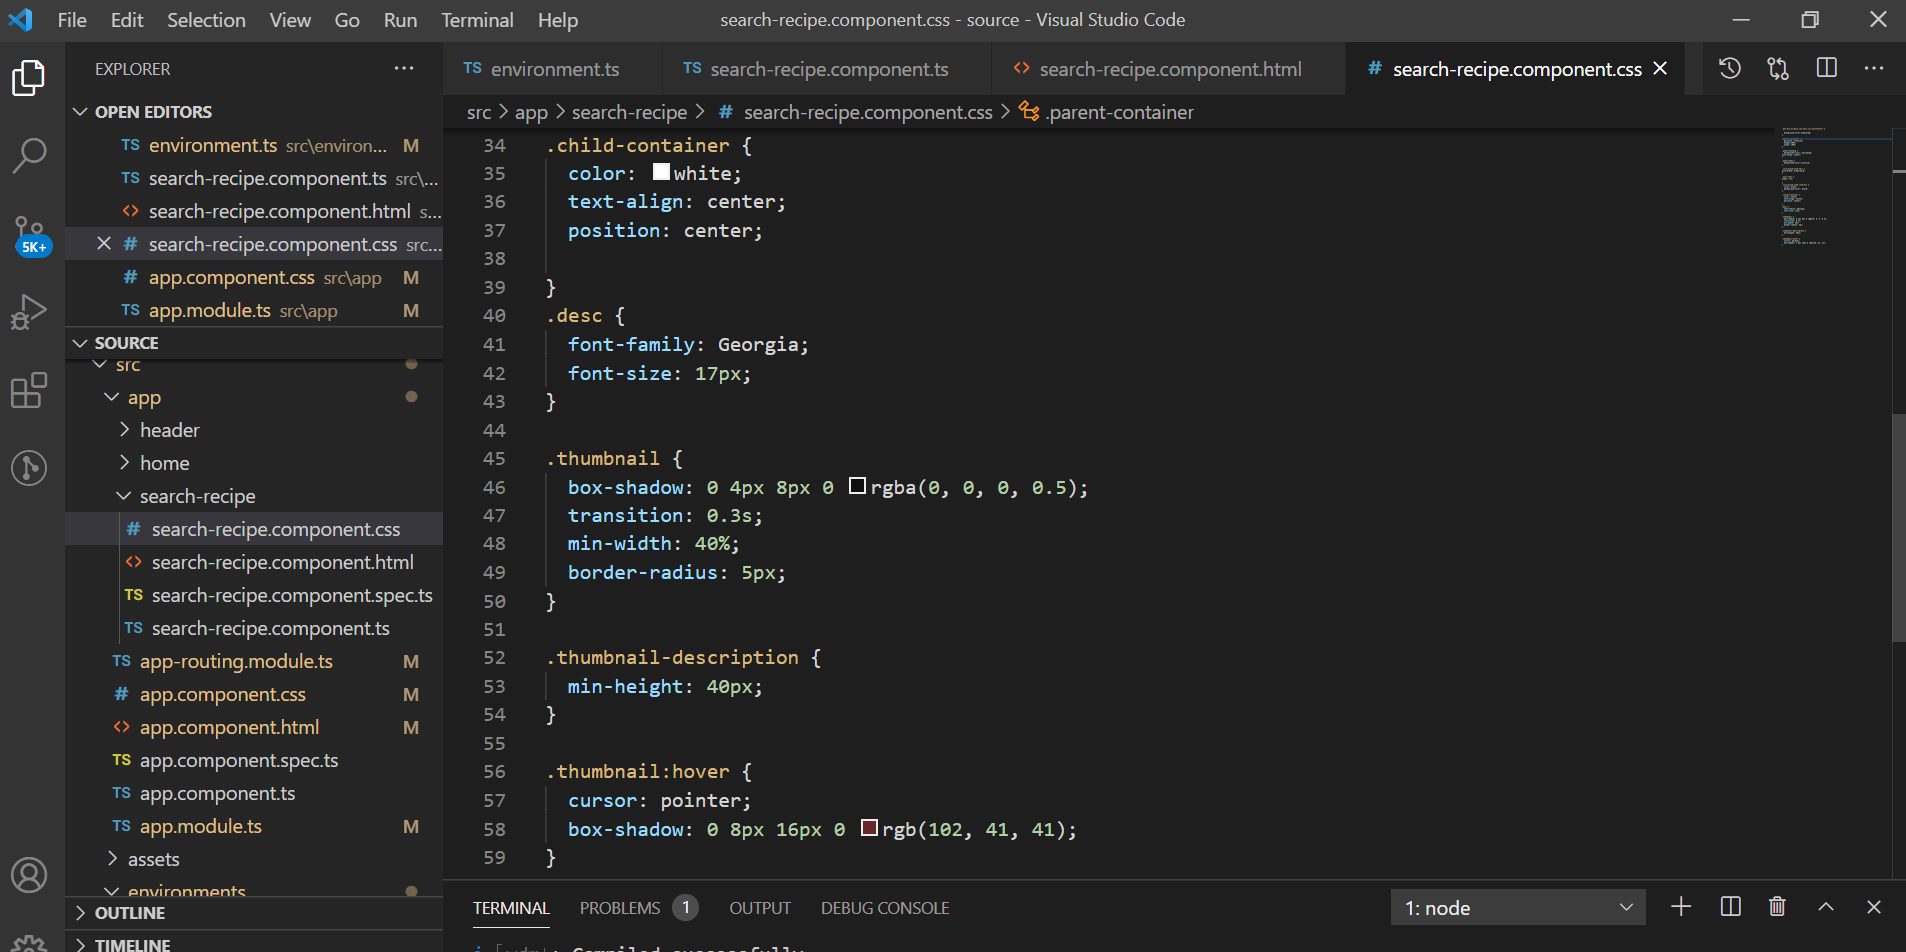 File Edit Selection View Go Run Terminal Help search-recipe.component.css - source - Visual Studio Code
EXPLORER ...
TS environment.ts TS search-recipe.component.ts <> search-recipe.component.html # search-recipe.component.css
src > app > search-recipe > # search-recipe.component.css > .parent-container
5K+
OPEN EDITORS
TS environment.ts src\environ... M
TS search-recipe.component.ts src\...
<> search-recipe.component.html s...
# search-recipe.component.css src...
# app.component.css src\app M
TS app.module.ts src\app M
SOURCE
src
app
header
home
search-recipe
# search-recipe.component.css
<> search-recipe.component.html
TS search-recipe.component.spec.ts
TS search-recipe.component.ts
TS app-routing.module.ts M
# app.component.css M
<> app.component.html M
TS app.component.spec.ts
TS app.component.ts
TS app.module.ts M
assets
environments
OUTLINE
TIMELINE
34 .child-container {
35 color: white;
36 text-align: center;
37 position: center;
38
39 }
40 .desc {
41 font-family: Georgia;
42 font-size: 17px;
43 }
44
45 .thumbnail {
46 box-shadow: 0 4px 8px 0 rgba(0, 0, 0, 0.5);
47 transition: 0.3s;
48 min-width: 40%;
49 border-radius: 5px;
50 }
51
52 .thumbnail-description {
53 min-height: 40px;
54 }
55
56 .thumbnail:hover {
57 cursor: pointer;
58 box-shadow: 0 8px 16px 0 rgb(102, 41, 41);
59 }
TERMINAL PROBLEMS 1 OUTPUT DEBUG CONSOLE 1: node
: Compiled successfully